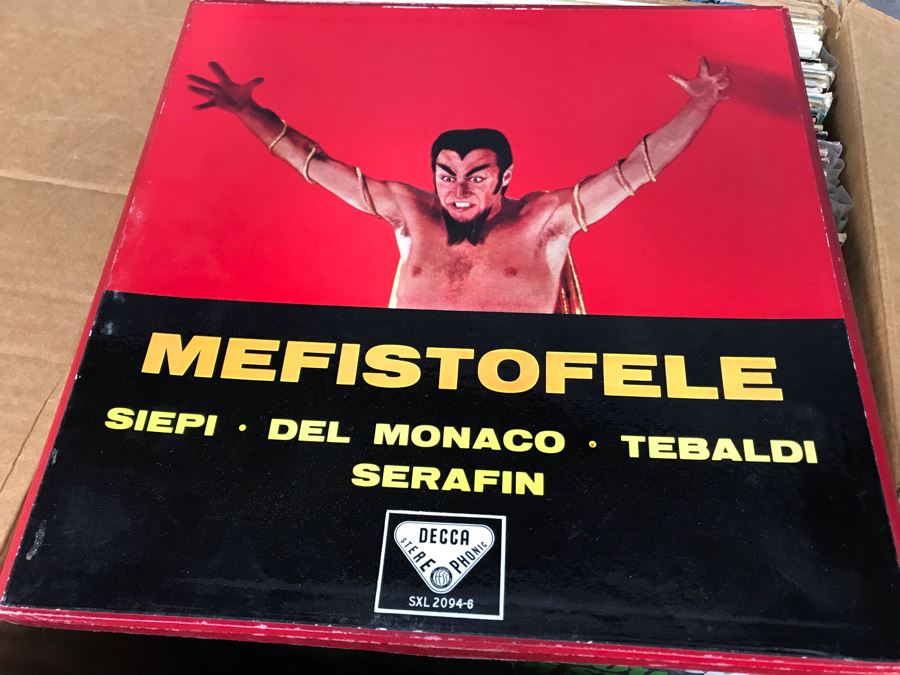 MEFISTOFELE
SIEPI · DEL MONACO · TEBALDI
SERAFIN
DECCA
STEREOPHONIC
SXL 2094-6